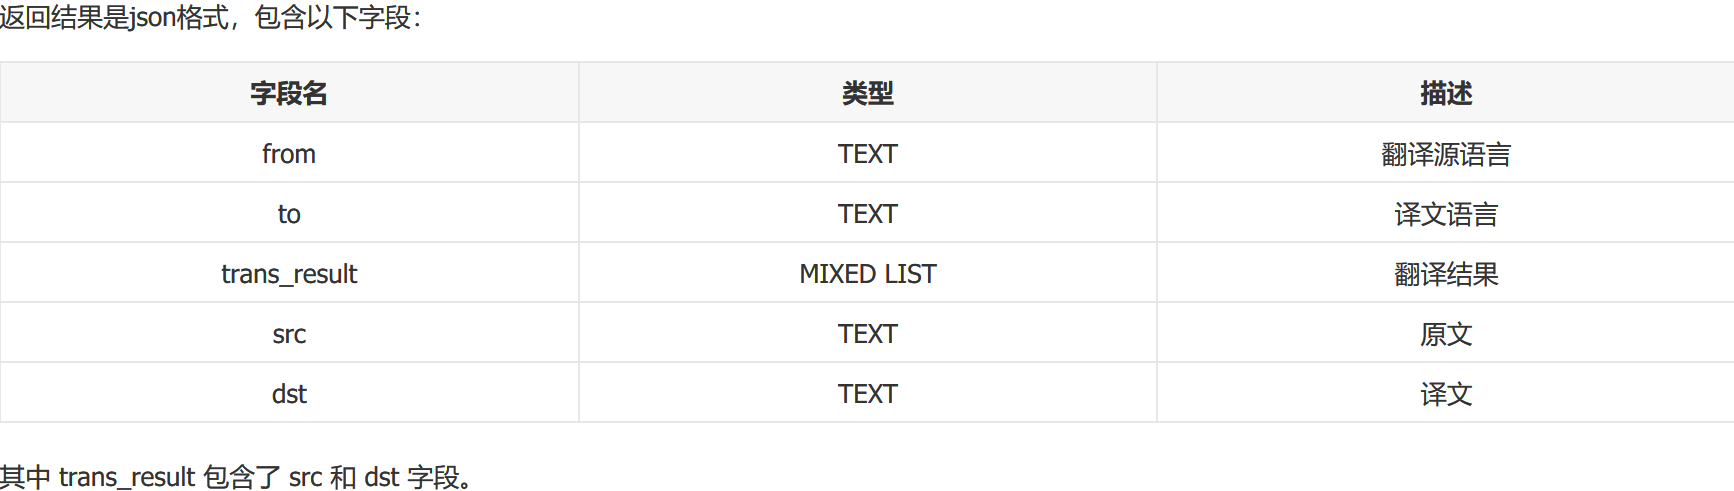 返回结果是json格式，包含以下字段：
字段名 类型 描述
from TEXT 翻译源语言
to TEXT 译文语言
trans_result MIXED LIST 翻译结果
src TEXT 原文
dst TEXT 译文
其中 trans_result 包含了 src 和 dst 字段。